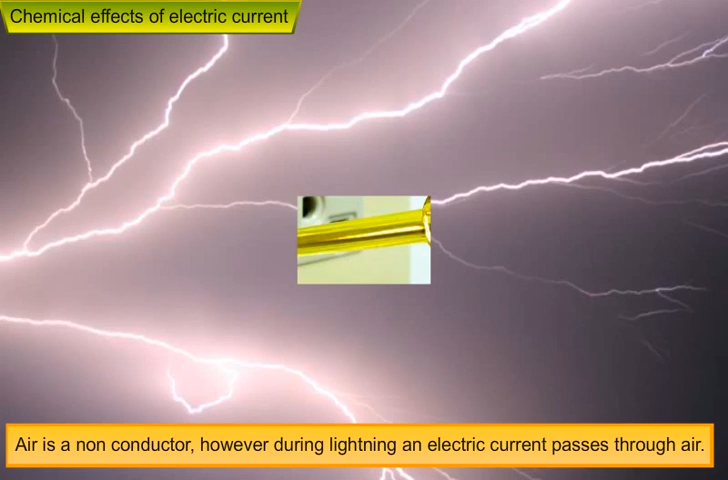 Chemical effects of electric current
Air is a non conductor, however during lightning an electric current passes through air.